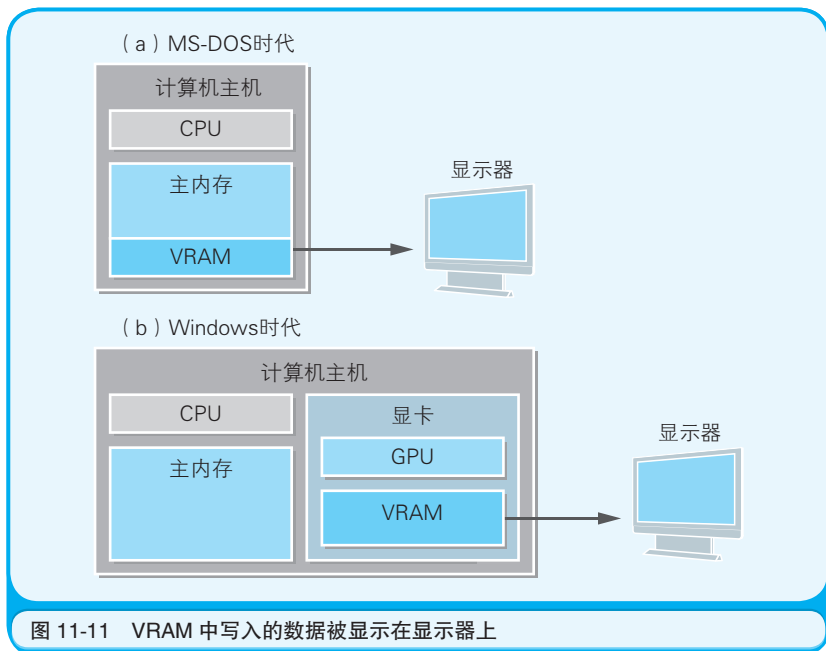 （a）MS-DOS时代
计算机主机
CPU
主内存
VRAM
显示器
（b）Windows时代
计算机主机
CPU
主内存
显卡
GPU
VRAM
显示器
图 11-11 VRAM 中写入的数据被显示在显示器上